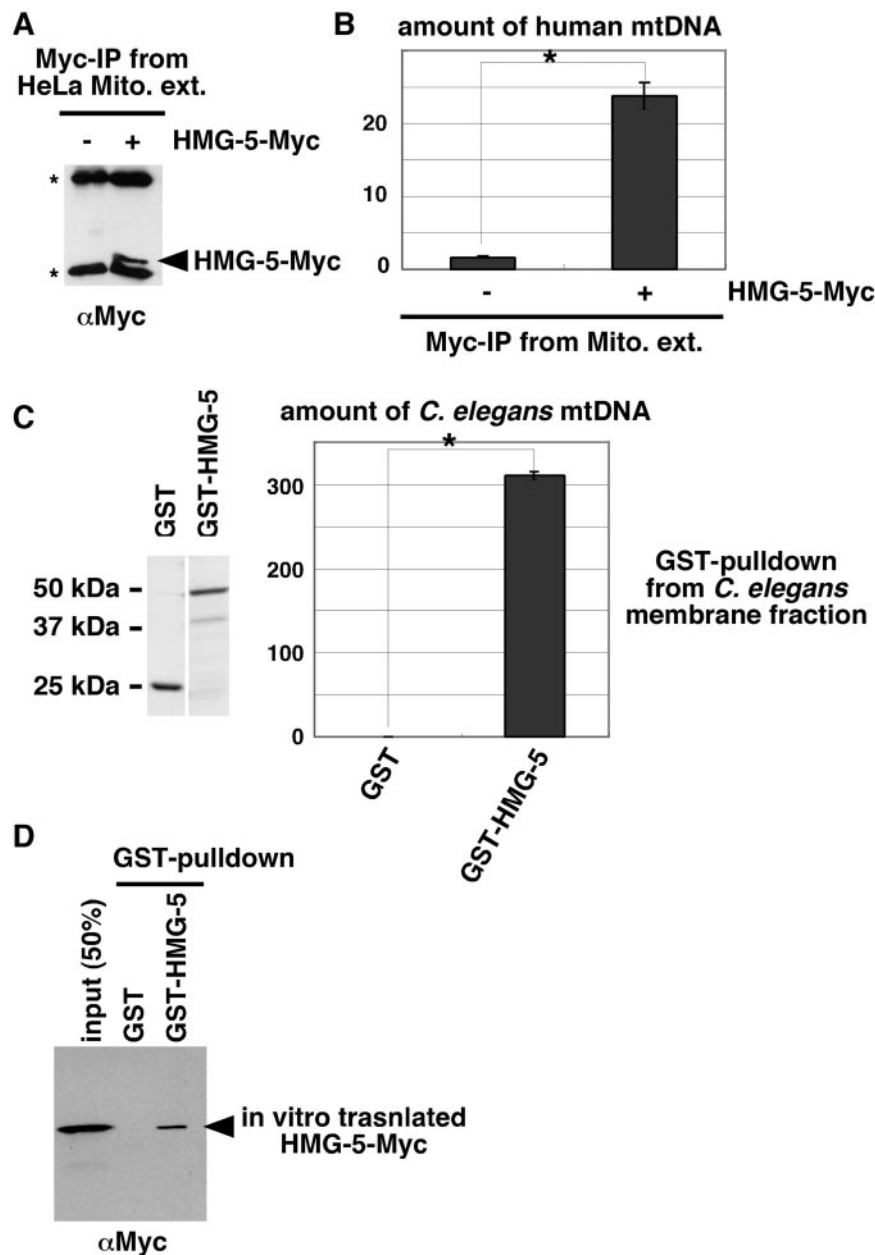 A
Myc-IP from
HeLa Mito. ext.
- + HMG-5-Myc
*
HMG-5-Myc
*
αMyc
B
amount of human mtDNA
*
20
10
0
- + HMG-5-Myc
Myc-IP from Mito. ext.
C
GST
GST-HMG-5
50 kDa -
37 kDa -
25 kDa -
amount of C. elegans mtDNA
*
300
200
100
0
GST
GST-HMG-5
GST-pulldown
from C. elegans
membrane fraction
D
GST-pulldown
input (50%)
GST
GST-HMG-5
in vitro trasnlated
HMG-5-Myc
αMyc